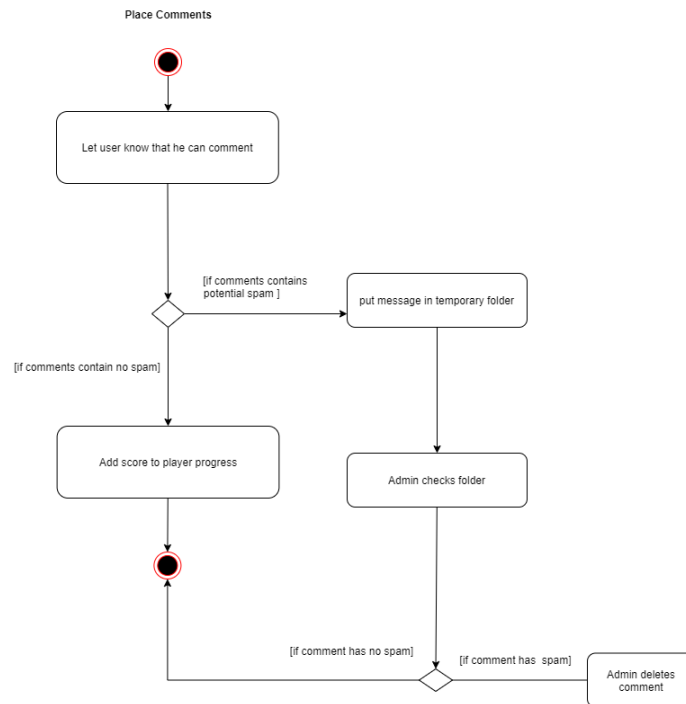 Place Comments
Let user know that he can comment
[if comments contains
potential spam ]
put message in temporary folder
[if comments contain no spam]
Add score to player progress
Admin checks folder
[if comment has no spam]
[if comment has  spam]
Admin deletes
comment